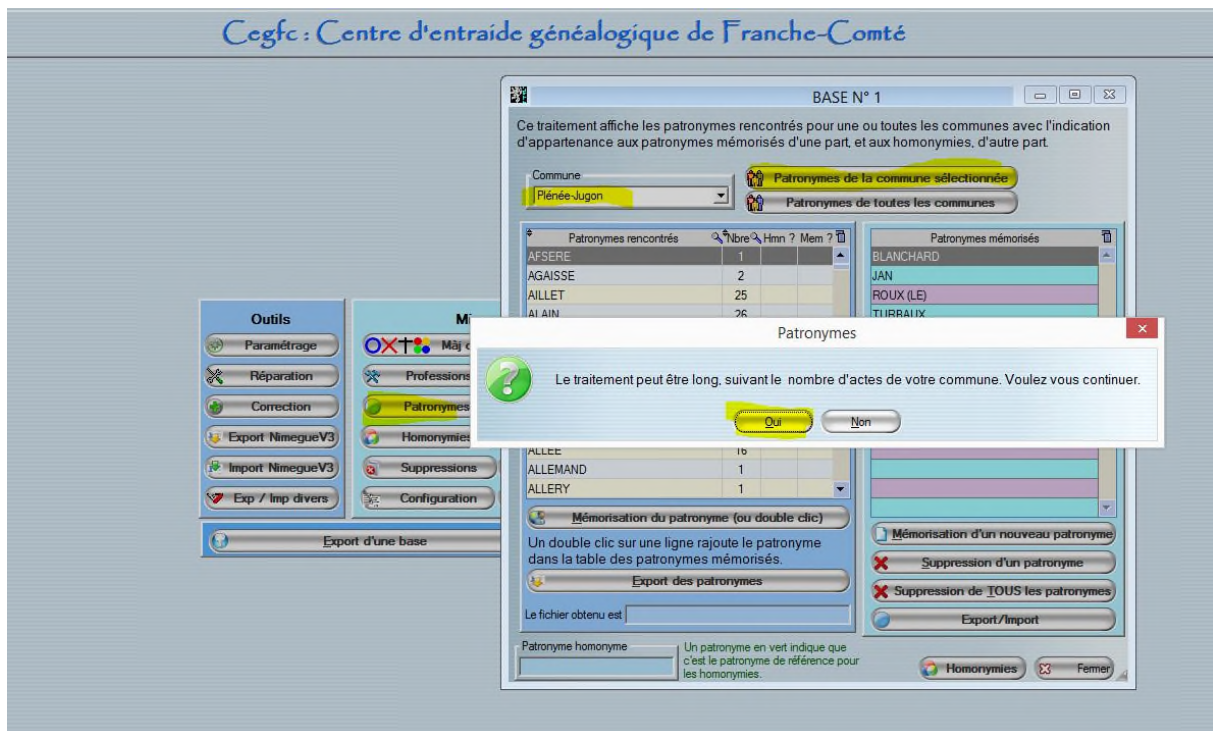 Cegfc : Centre d'entraide généalogique de Franche-Comté
BASE N° 1
Ce traitement affiche les patronymes rencontrés pour une ou toutes les communes avec l'indication
d'appartenance aux patronymes mémorisés d'une part, et aux homonymies, d'autre part.
Commune
Plénée-Jugon
Patronymes de la commune sélectionnée
Patronymes de toutes les communes
Patronymes rencontrés Nbre Hmn ? Mem ?
AFSERE 1
AGAISSE 2
AILLET 25
ALAIN 26
Patronymes mémorisés
BLANCHARD
JAN
ROUX (LE)
TURBAUX
Outils
Paramétrage
Réparation
Correction
Export NimegueV3
Import NimegueV3
Exp / Imp divers
Màj
Professions
Patronymes
Homonymies
Suppressions
Configuration
Export d'une base
Patronymes
Le traitement peut être long, suivant le nombre d'actes de votre commune. Voulez vous continuer.
Oui
Non
ALLEE 16
ALLEMAND 1
ALLERY 1
Mémorisation du patronyme (ou double clic)
Un double clic sur une ligne rajoute le patronyme
dans la table des patronymes mémorisés.
Export des patronymes
Le fichier obtenu est
Mémorisation d'un nouveau patronyme
Suppression d'un patronyme
Suppression de TOUS les patronymes
Export/Import
Patronyme homonyme
Un patronyme en vert indique que
c'est le patronyme de référence pour
les homonymies.
Homonymies
Fermer